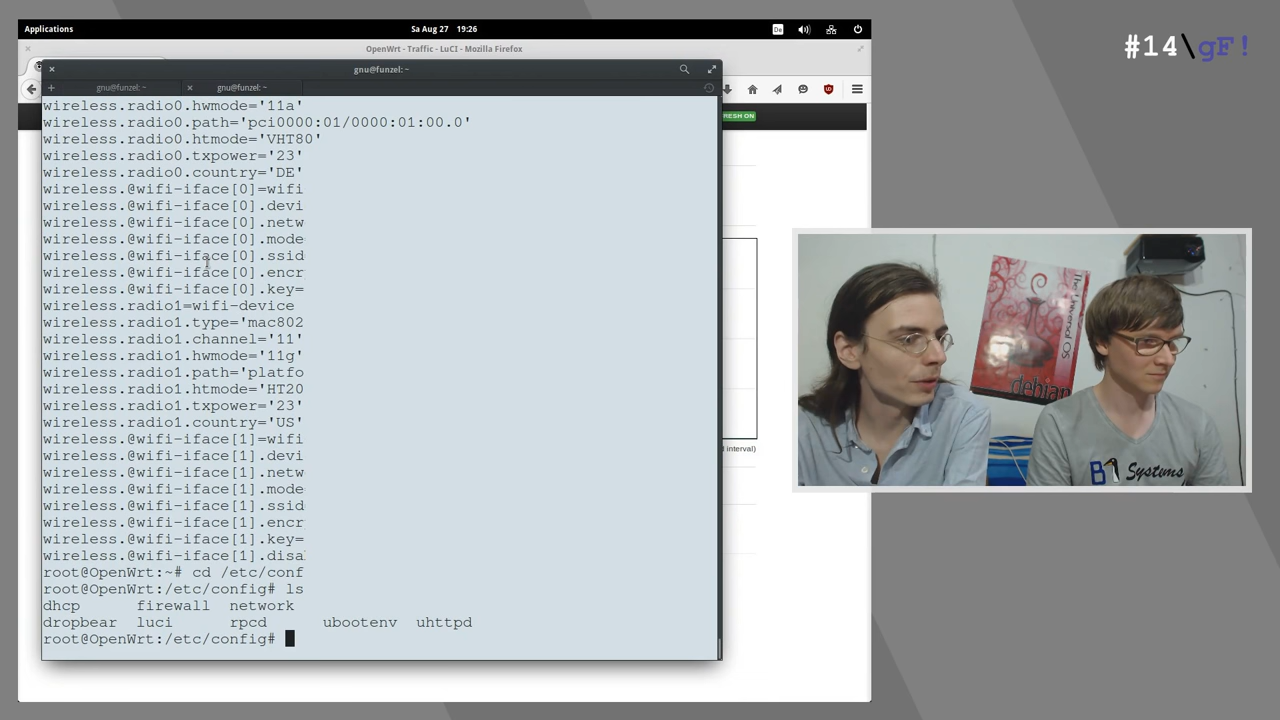 Applications
Sa Aug 27 19:26
De
#14\gF!
OpenWrt - Traffic - LuCI - Mozilla Firefox
gnu@funzel: ~
gnu@funzel: ~
gnu@funzel: ~
RESH ON
wireless.radio0.hwmode='11a'
wireless.radio0.path='pci0000:01/0000:01:00.0'
wireless.radio0.htmode='VHT80'
wireless.radio0.txpower='23'
wireless.radio0.country='DE'
wireless.@wifi-iface[0]=wifi
wireless.@wifi-iface[0].devi
wireless.@wifi-iface[0].netw
wireless.@wifi-iface[0].mode
wireless.@wifi-iface[0].ssid
wireless.@wifi-iface[0].encr
wireless.@wifi-iface[0].key=
wireless.radio1=wifi-device
wireless.radio1.type='mac802
wireless.radio1.channel='11'
wireless.radio1.hwmode='11g'
wireless.radio1.path='platfo
wireless.radio1.htmode='HT20
wireless.radio1.txpower='23'
wireless.radio1.country='US'
wireless.@wifi-iface[1]=wifi
wireless.@wifi-iface[1].devi
wireless.@wifi-iface[1].netw
wireless.@wifi-iface[1].mode
wireless.@wifi-iface[1].ssid
wireless.@wifi-iface[1].encr
wireless.@wifi-iface[1].key=
wireless.@wifi-iface[1].disa
root@OpenWrt:~# cd /etc/conf
root@OpenWrt:/etc/config# ls
dhcp firewall network
dropbear luci rpcd ubootenv uhttpd
root@OpenWrt:/etc/config#
d interval)
The Universal OS
debian
B1 Systems